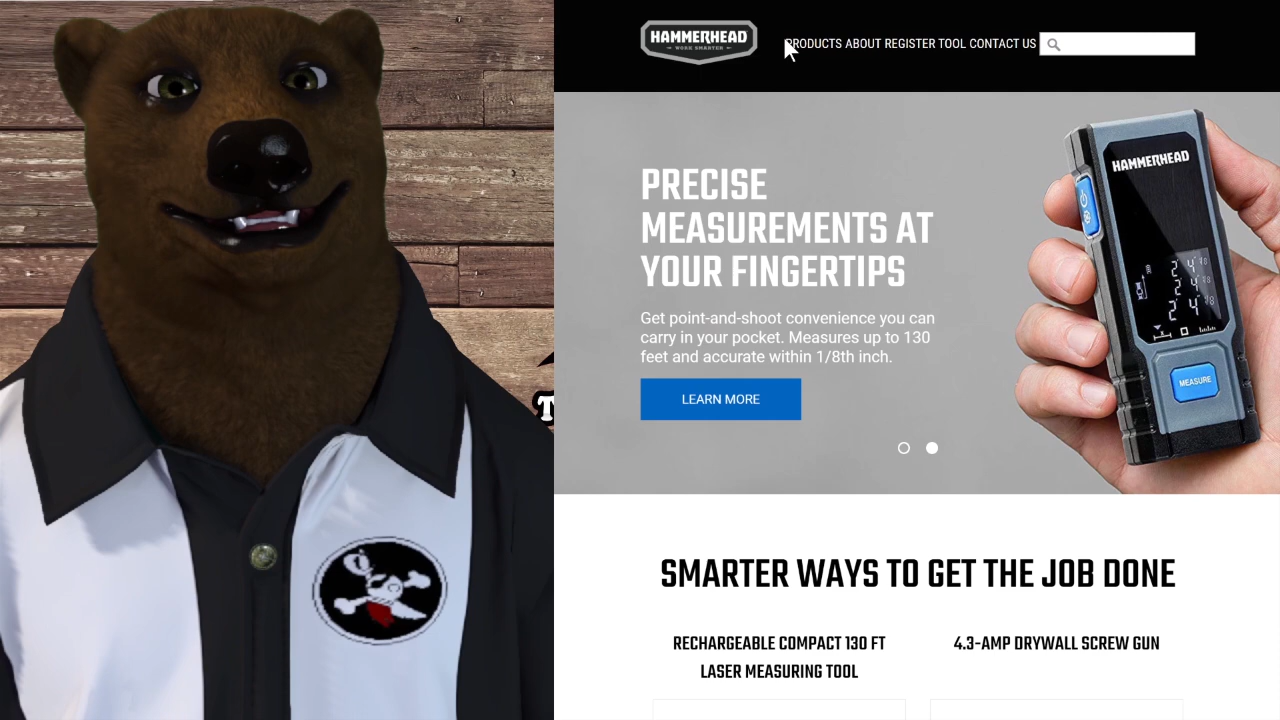 HAMMERHEAD
WORK SMARTER
PRODUCTS ABOUT REGISTER TOOL CONTACT US
PRECISE
MEASUREMENTS AT
YOUR FINGERTIPS
Get point-and-shoot convenience you can
carry in your pocket. Measures up to 130
feet and accurate within 1/8th inch.
LEARN MORE
HAMMERHEAD
MEASURE
T
SMARTER WAYS TO GET THE JOB DONE
RECHARGEABLE COMPACT 130 FT
LASER MEASURING TOOL
4.3-AMP DRYWALL SCREW GUN